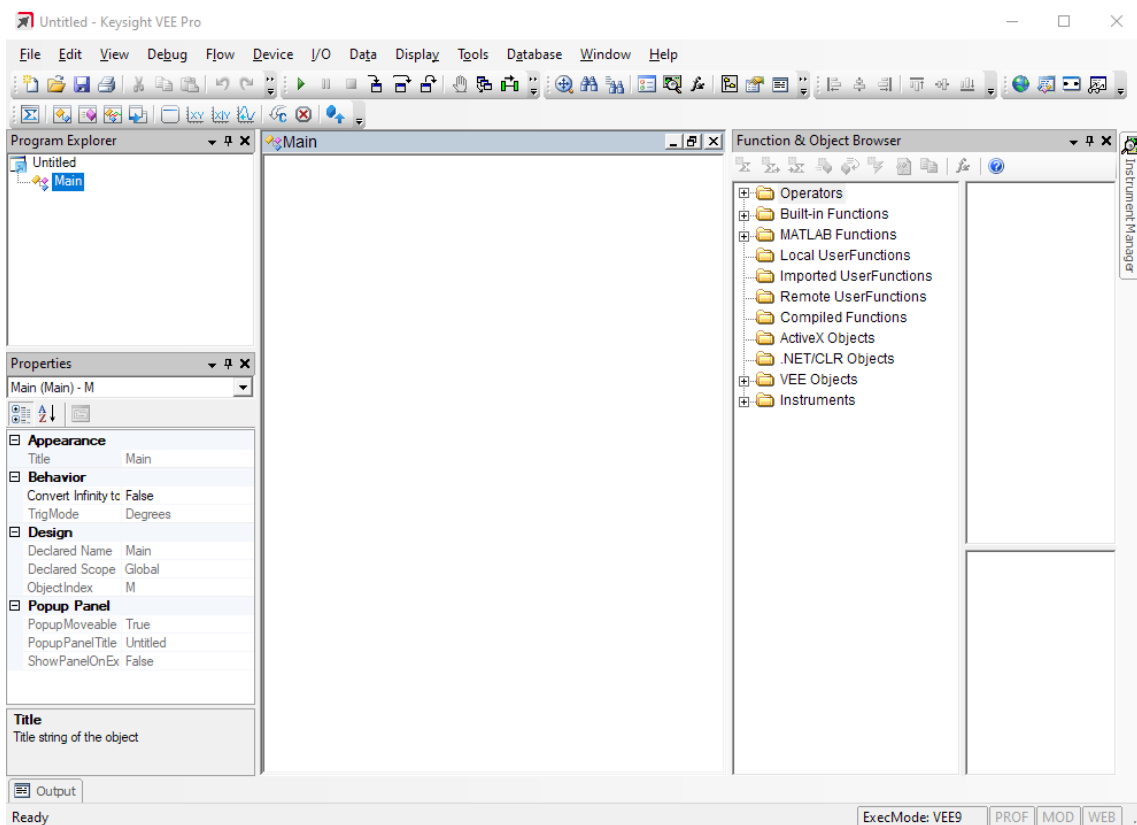 Untitled - Keysight VEE Pro
File Edit View Debug Flow Device I/O Data Display Tools Database Window Help
Program Explorer
Untitled
Main
Properties
Main (Main) - M
Appearance
Title Main
Behavior
Convert Infinity to False
TrigMode Degrees
Design
Declared Name Main
Declared Scope Global
ObjectIndex M
Popup Panel
PopupMoveable True
PopupPanelTitle Untitled
ShowPanelOnEx False
Title
Title string of the object
Main
Function & Object Browser
Operators
Built-in Functions
MATLAB Functions
Local UserFunctions
Imported UserFunctions
Remote UserFunctions
Compiled Functions
ActiveX Objects
.NET/CLR Objects
VEE Objects
Instruments
Instrument Manager
Output
Ready
ExecMode: VEE9 PROF MOD WEB